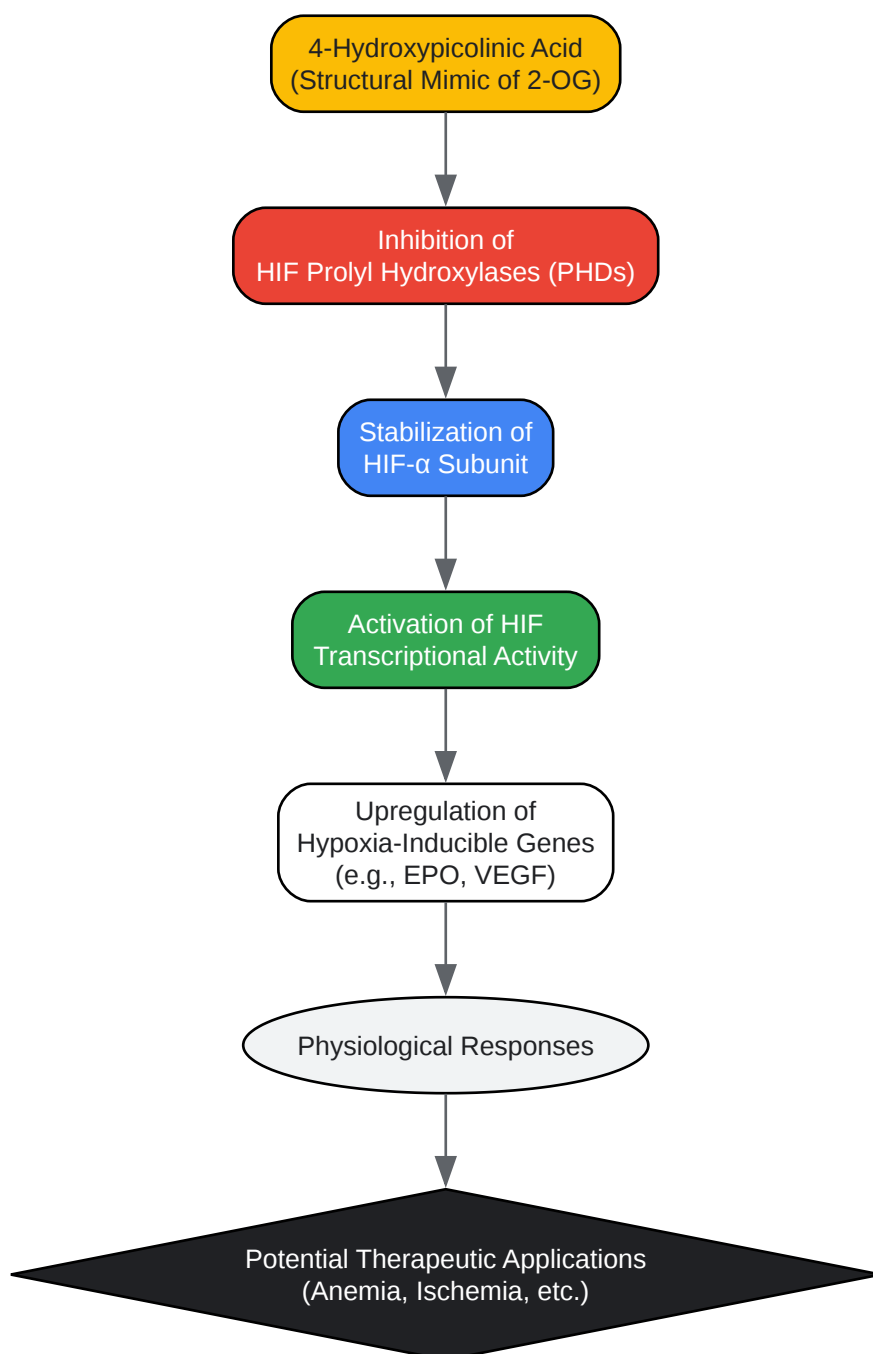 4-Hydroxypicolinic Acid
(Structural Mimic of 2-OG)
Inhibition of
HIF Prolyl Hydroxylases (PHDs)
Stabilization of
HIF-α Subunit
Activation of HIF
Transcriptional Activity
Upregulation of
Hypoxia-Inducible Genes
(e.g., EPO, VEGF)
Physiological Responses
Potential Therapeutic Applications
(Anemia, Ischemia, etc.)